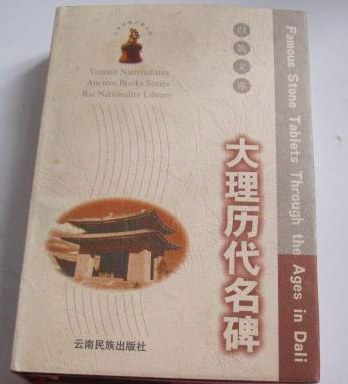 Yunnan Nationalities
Ancient Books Series
Bai Nationality Library
白族文库
Famous Stone Tablets Through the Ages in Dali
大理历代名碑
云南民族出版社